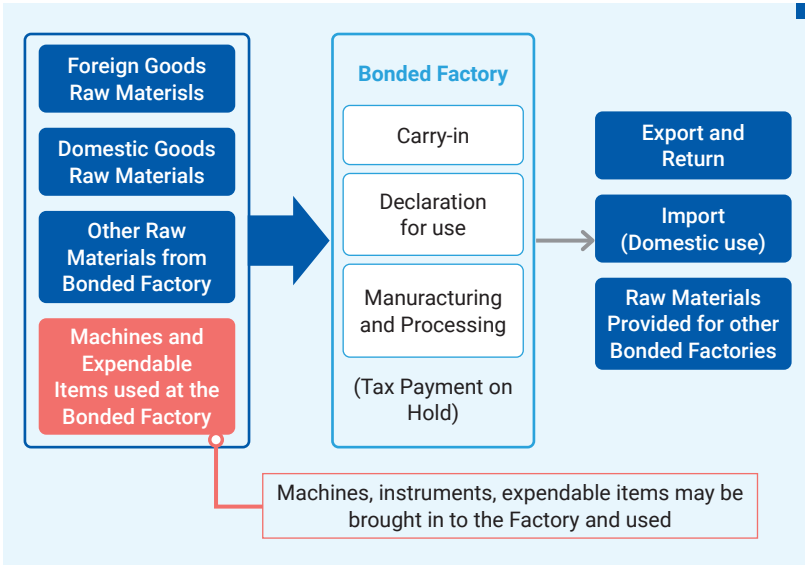 Foreign Goods
Raw Materisls
Domestic Goods
Raw Materials
Other Raw
Materials from
Bonded Factory
Machines and
Expendable
Items used at the
Bonded Factory
Bonded Factory
Carry-in
Declaration
for use
Manuracturing
and Processing
(Tax Payment on
Hold)
Export and
Return
Import
(Domestic use)
Raw Materials
Provided for other
Bonded Factories
Machines, instruments, expendable items may be
brought in to the Factory and used